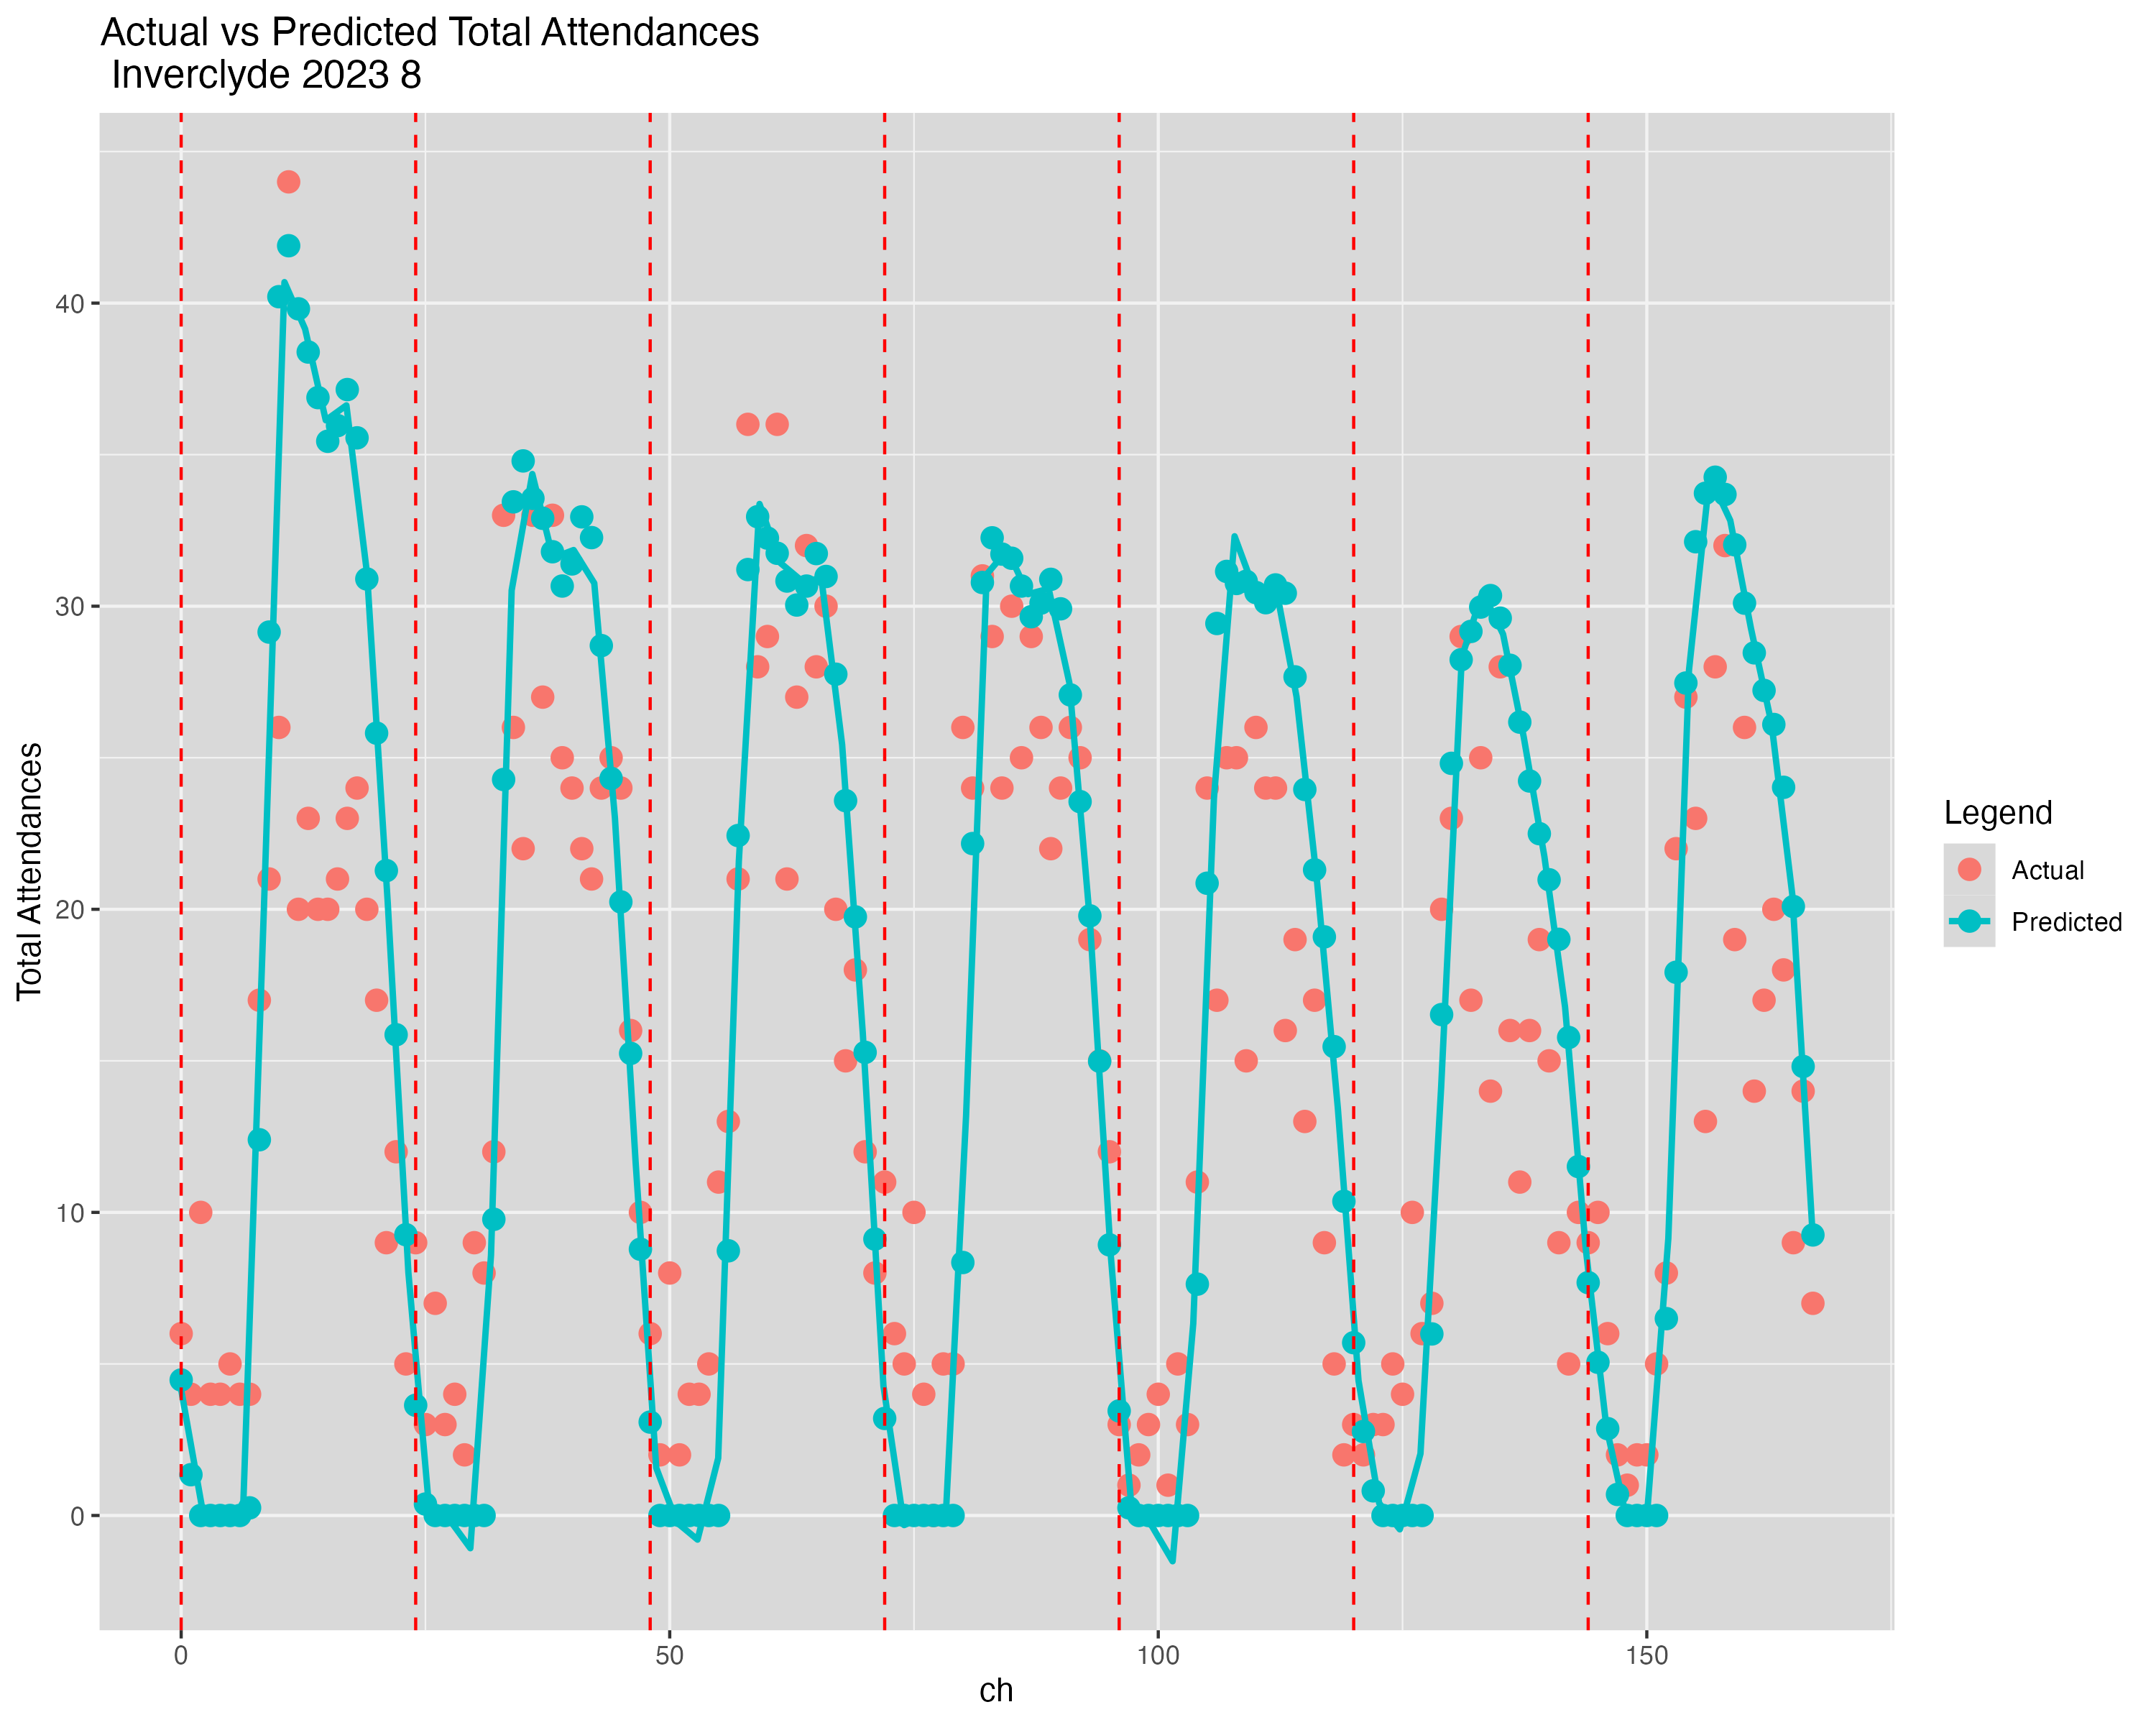 Actual vs Predicted Total Attendances
Inverclyde 2023 8
Total Attendances
40
30
20
10
0
0
50
100
150
ch
Legend
Actual
Predicted